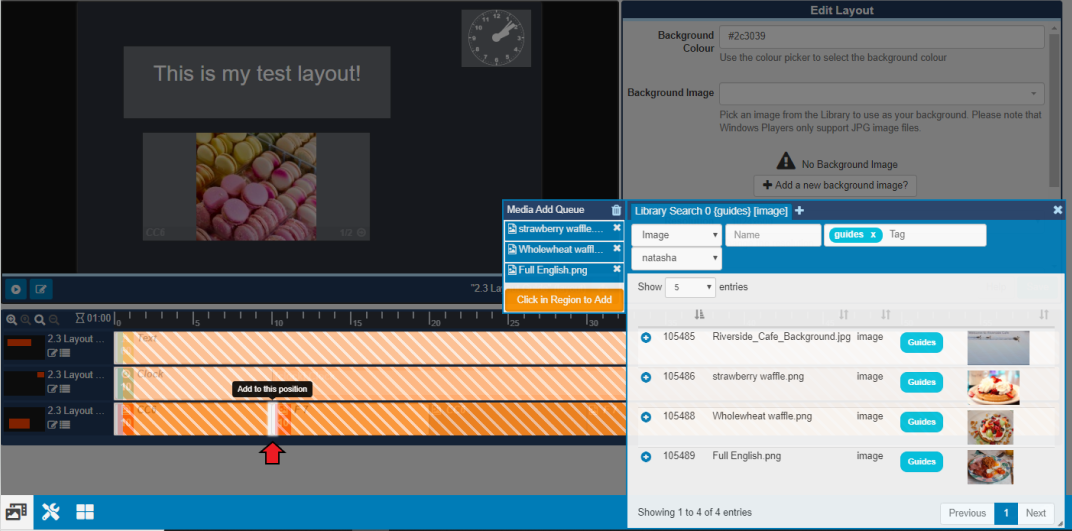 This is my test layout!
CC6
1/2
Edit Layout
Background Colour
#2c3039
Use the colour picker to select the background colour
Background Image
Pick an image from the Library to use as your background. Please note that
Windows Players only support JPG image files.
No Background Image
Add a new background image?
Media Add Queue
strawberry waffle....
Wholewheat waffl...
Full English.png
Click in Region to Add
Library Search 0 {guides} [image]
Image
Name
guides x Tag
natasha
Show 5 entries
105485 Riverside_Cafe_Background.jpg image Guides
105486 strawberry waffle.png image Guides
105488 Wholewheat waffle.png image Guides
105489 Full English.png image Guides
Showing 1 to 4 of 4 entries
Previous 1 Next
"2.3 La
01:00 0 5 10 15 20 25 30
2.3 Layout ...
Text
2.3 Layout ...
Clock
10
Add to this position
2.3 Layout ...
CC6